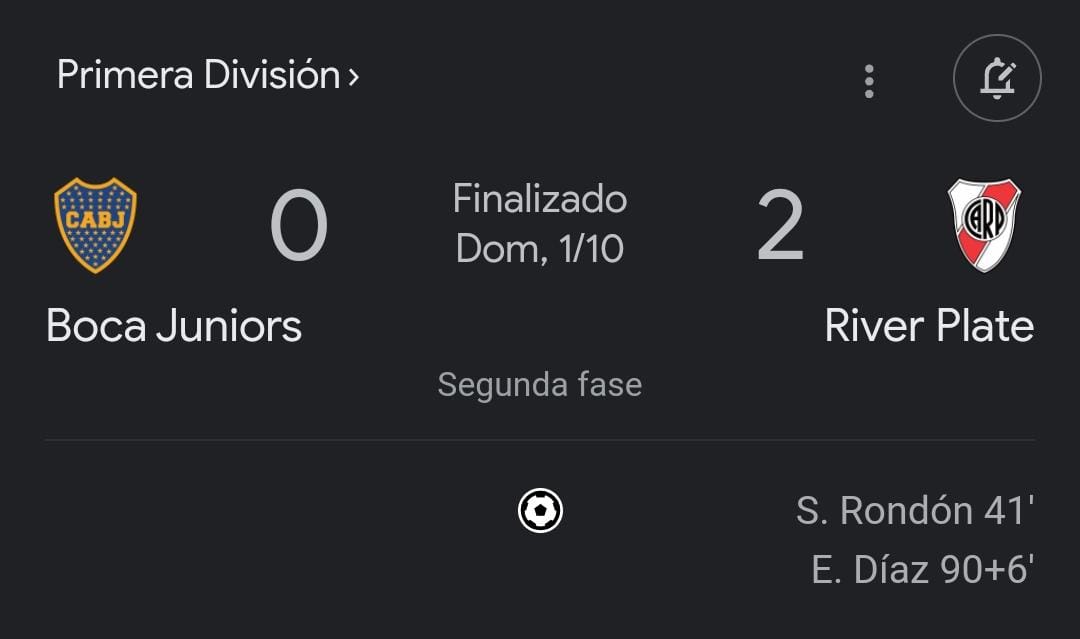 Primera División ›
CABJ
0
Finalizado
Dom, 1/10
2
CARP
Boca Juniors
River Plate
Segunda fase
S. Rondón 41'
E. Díaz 90+6'